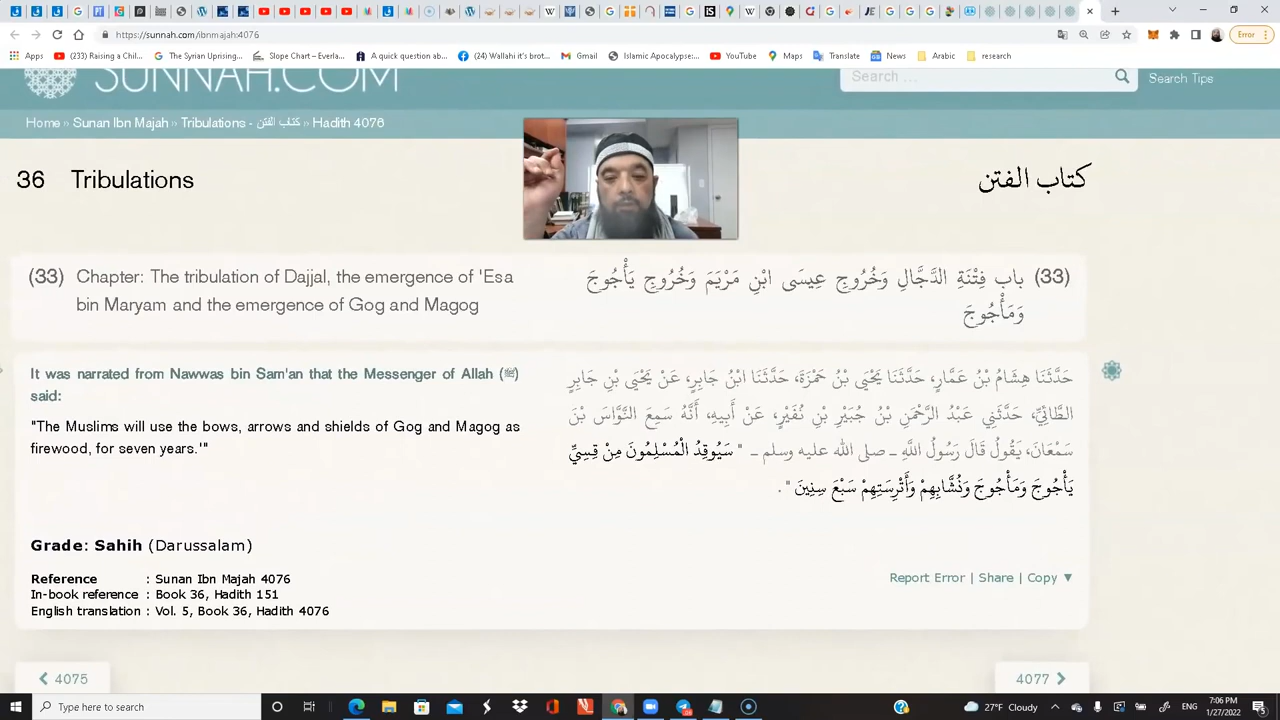 https://sunnah.com/ibnmajah:4076
Error
Apps
(233) Raising a Chil...
The Syrian Uprising...
Slope Chart – Everla...
A quick question ab...
(24) Wallahi it's brot...
Gmail
Islamic Apocalypse:...
YouTube
Maps
Translate
News
Arabic
research
SUNNAH.COM
Search ...
Search Tips
Home » Sunan Ibn Majah » Tribulations - كتاب الفتن » Hadith 4076
36 Tribulations
كتاب الفتن
(33) Chapter: The tribulation of Dajjal, the emergence of 'Esa
bin Maryam and the emergence of Gog and Magog
(33) باب فِتْنَةِ الدَّجَّالِ وَخُرُوجِ عِيسَى ابْنِ مَرْيَمَ وَخُرُوجِ يَأْجُوجَ
وَمَأْجُوجَ
It was narrated from Nawwas bin Sam'an that the Messenger of Allah (ﷺ)
said:
"The Muslims will use the bows, arrows and shields of Gog and Magog as
firewood, for seven years.'"
حَدَّثَنَا هِشَامُ بْنُ عَمَّارٍ، حَدَّثَنَا يَحْيَى بْنُ حَمْزَةَ، حَدَّثَنَا ابْنُ جَابِرٍ، عَنْ يَحْيَى بْنِ جَابِرٍ
الطَّائِيِّ، حَدَّثَنِي عَبْدُ الرَّحْمَنِ بْنُ جُبَيْرِ بْنِ نُفَيْرٍ، عَنْ أَبِيهِ، أَنَّهُ سَمِعَ النَّوَّاسَ بْنَ
سَمْعَانَ، يَقُولُ قَالَ رَسُولُ اللَّهِ ـ صلى الله عليه وسلم ـ " سَيُوقِدُ الْمُسْلِمُونَ مِنْ قِسِيِّ
يَأْجُوجَ وَمَأْجُوجَ وَنُشَّابِهِمْ وَأَتْرِسَتِهِمْ سَبْعَ سِنِينَ " .
Grade: Sahih (Darussalam)
Reference : Sunan Ibn Majah 4076
In-book reference : Book 36, Hadith 151
English translation : Vol. 5, Book 36, Hadith 4076
Report Error | Share | Copy ▼
4075
4077
Type here to search
27°F Cloudy
ENG
7:06 PM
1/27/2022